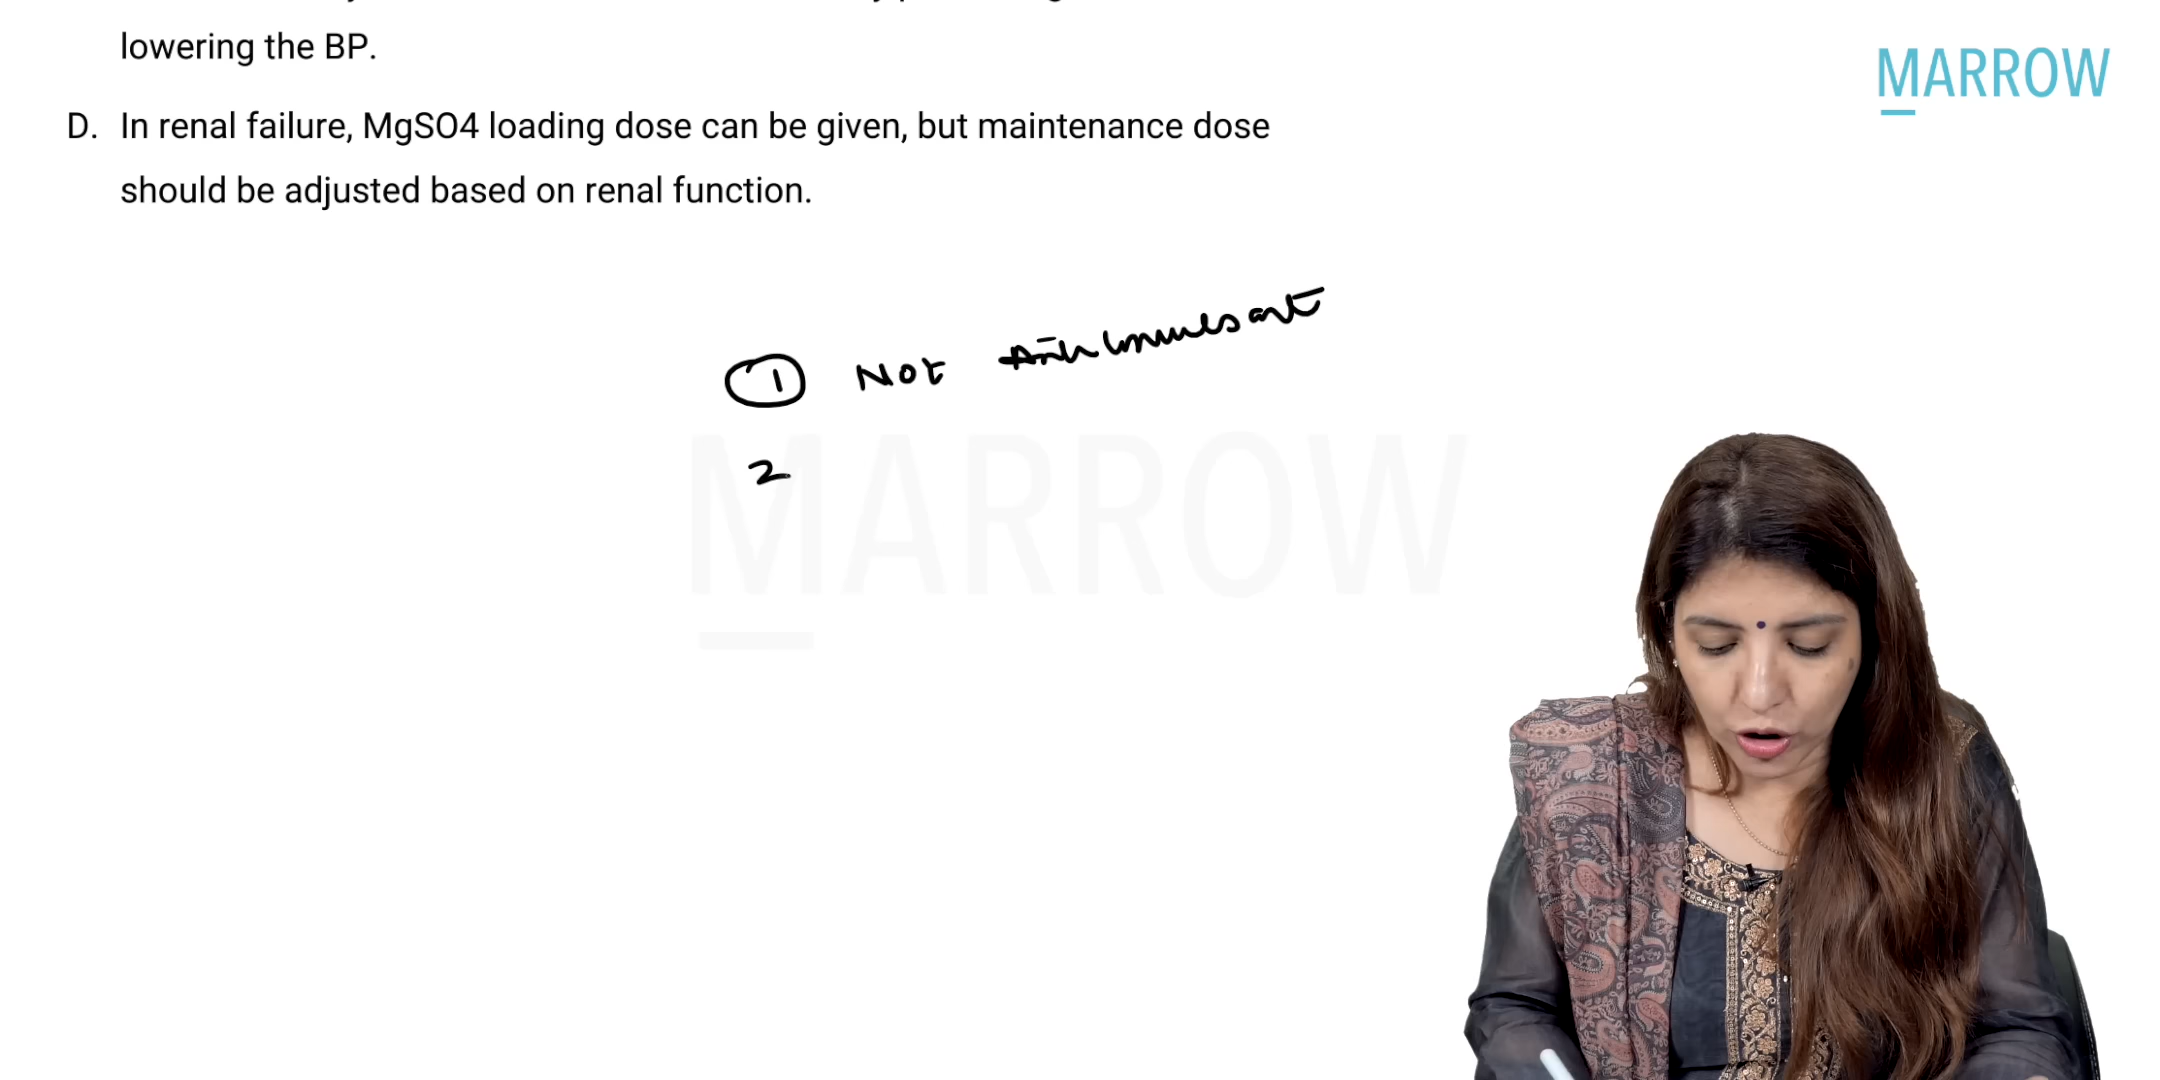 lowering the BP.
MARROW
D. In renal failure, MgSO4 loading dose can be given, but maintenance dose
should be adjusted based on renal function.
1 Not Anticonvulsant
2
MARROW